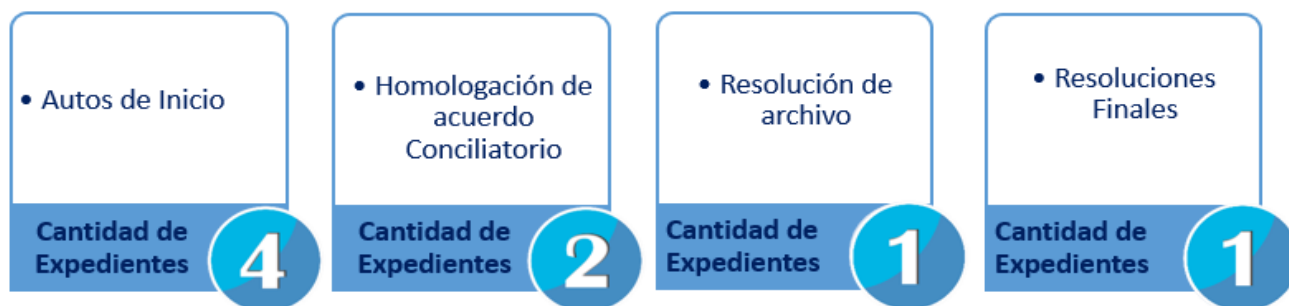 • Autos de Inicio
Cantidad de
Expedientes
4
• Homologación de
acuerdo
Conciliatorio
Cantidad de
Expedientes
2
• Resolución de
archivo
Cantidad de
Expedientes
1
• Resoluciones
Finales
Cantidad de
Expedientes
1